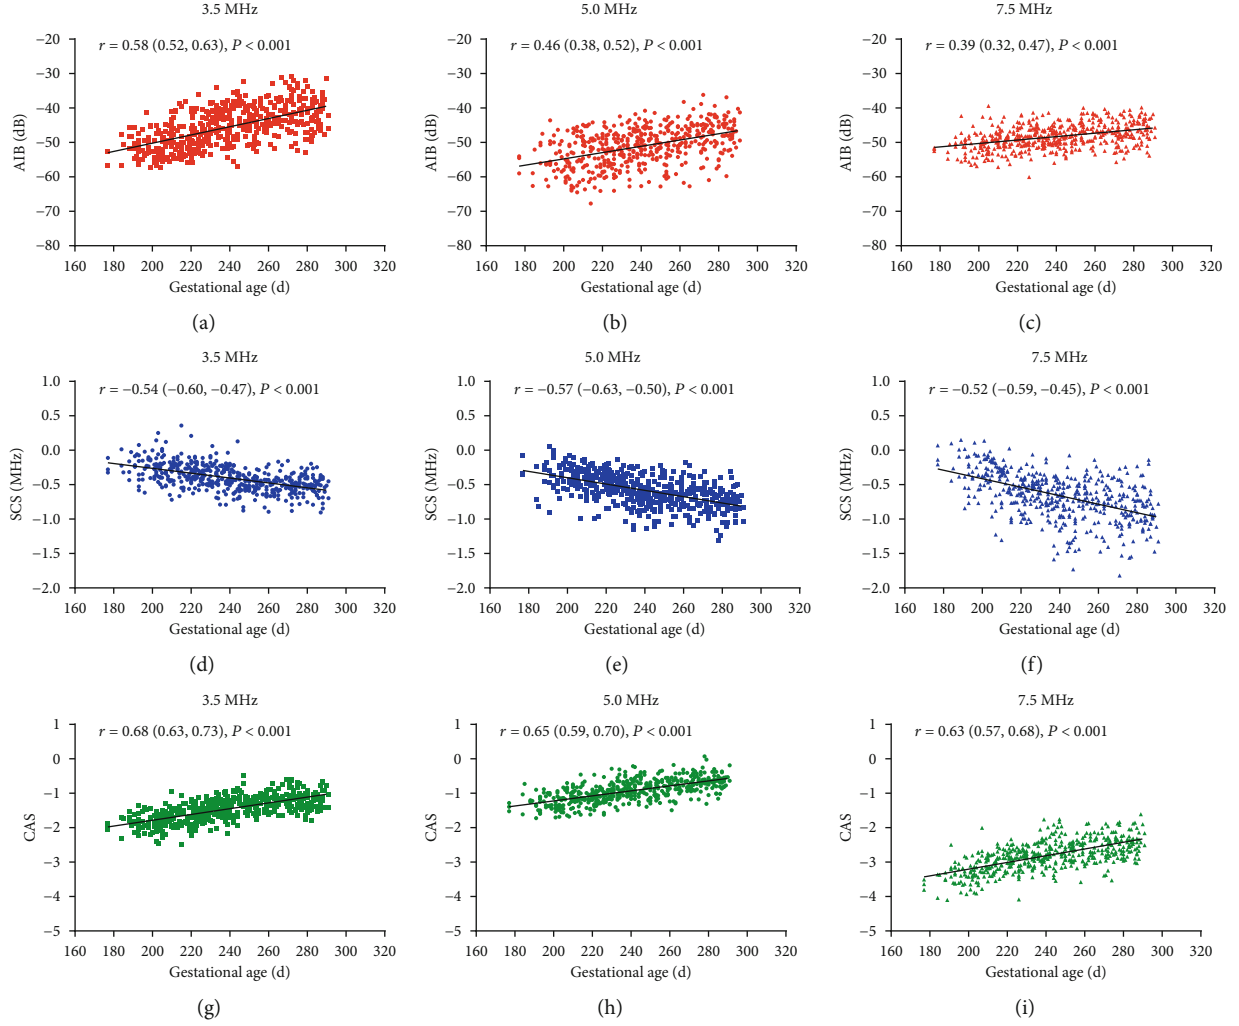 3.5 MHz
r = 0.58 (0.52, 0.63), P < 0.001
AIB (dB)
−20
−30
−40
−50
−60
−70
−80
160 180 200 220 240 260 280 300 320
Gestational age (d)
(a)
5.0 MHz
r = 0.46 (0.38, 0.52), P < 0.001
AIB (dB)
−20
−30
−40
−50
−60
−70
−80
160 180 200 220 240 260 280 300 320
Gestational age (d)
(b)
7.5 MHz
r = 0.39 (0.32, 0.47), P < 0.001
AIB (dB)
−20
−30
−40
−50
−60
−70
−80
160 180 200 220 240 260 280 300 320
Gestational age (d)
(c)
3.5 MHz
r = −0.54 (−0.60, −0.47), P < 0.001
SCS (MHz)
1.0
0.5
0.0
−0.5
−1.0
−1.5
−2.0
160 180 200 220 240 260 280 300 320
Gestational age (d)
(d)
5.0 MHz
r = −0.57 (−0.63, −0.50), P < 0.001
SCS (MHz)
1.0
0.5
0.0
−0.5
−1.0
−1.5
−2.0
160 180 200 220 240 260 280 300 320
Gestational age (d)
(e)
7.5 MHz
r = −0.52 (−0.59, −0.45), P < 0.001
SCS (MHz)
1.0
0.5
0.0
−0.5
−1.0
−1.5
−2.0
160 180 200 220 240 260 280 300 320
Gestational age (d)
(f)
3.5 MHz
r = 0.68 (0.63, 0.73), P < 0.001
CAS
1
0
−1
−2
−3
−4
−5
160 180 200 220 240 260 280 300 320
Gestational age (d)
(g)
5.0 MHz
r = 0.65 (0.59, 0.70), P < 0.001
CAS
1
0
−1
−2
−3
−4
−5
160 180 200 220 240 260 280 300 320
Gestational age (d)
(h)
7.5 MHz
r = 0.63 (0.57, 0.68), P < 0.001
CAS
1
0
−1
−2
−3
−4
−5
160 180 200 220 240 260 280 300 320
Gestational age (d)
(i)